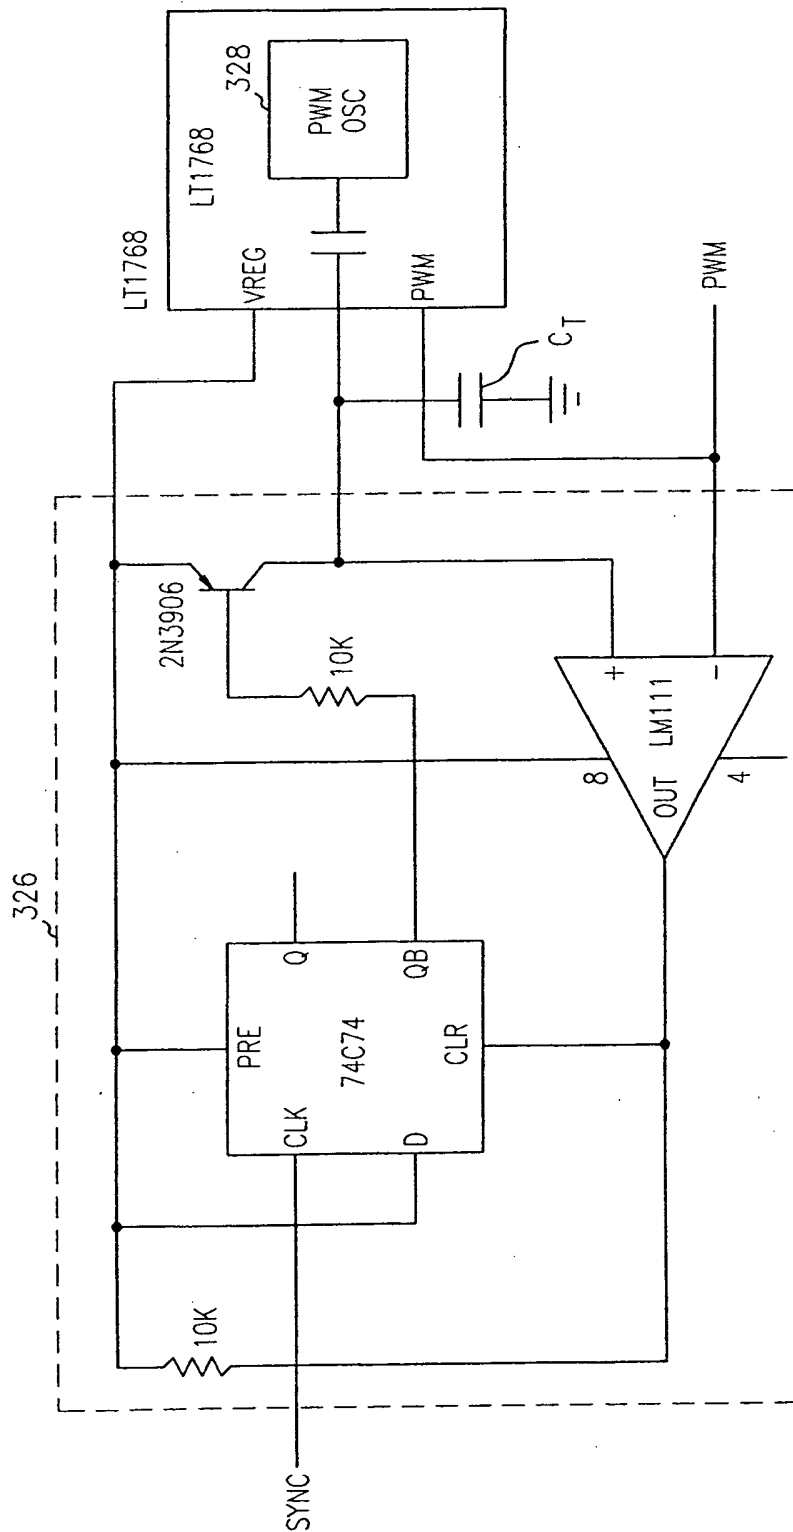 326
SYNC
10K
CLK
PRE
D
74C74
Q
QB
CLR
2N3906
10K
OUT
LM111
+
-
8
4
LT1768
VREG
LT1768
PWM
OSC
328
PWM
CT
PWM